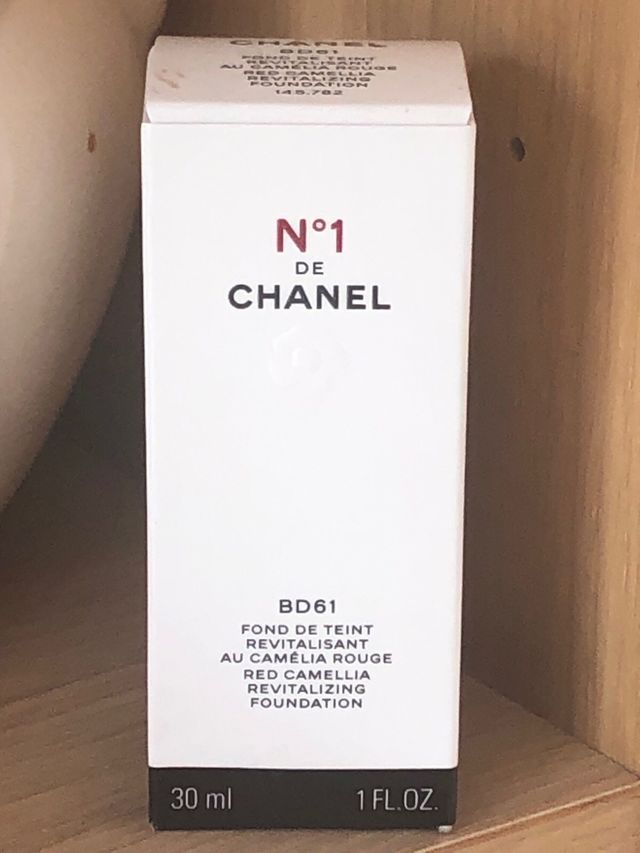 CHANEL
BD61
FOND DE TEINT
REVITALISANT
AU CAMÉLIA ROUGE
RED CAMELLIA
REVITALIZING
FOUNDATION
145.782
N°1
DE
CHANEL
BD61
FOND DE TEINT
REVITALISANT
AU CAMÉLIA ROUGE
RED CAMELLIA
REVITALIZING
FOUNDATION
30 ml 1 FL.OZ.